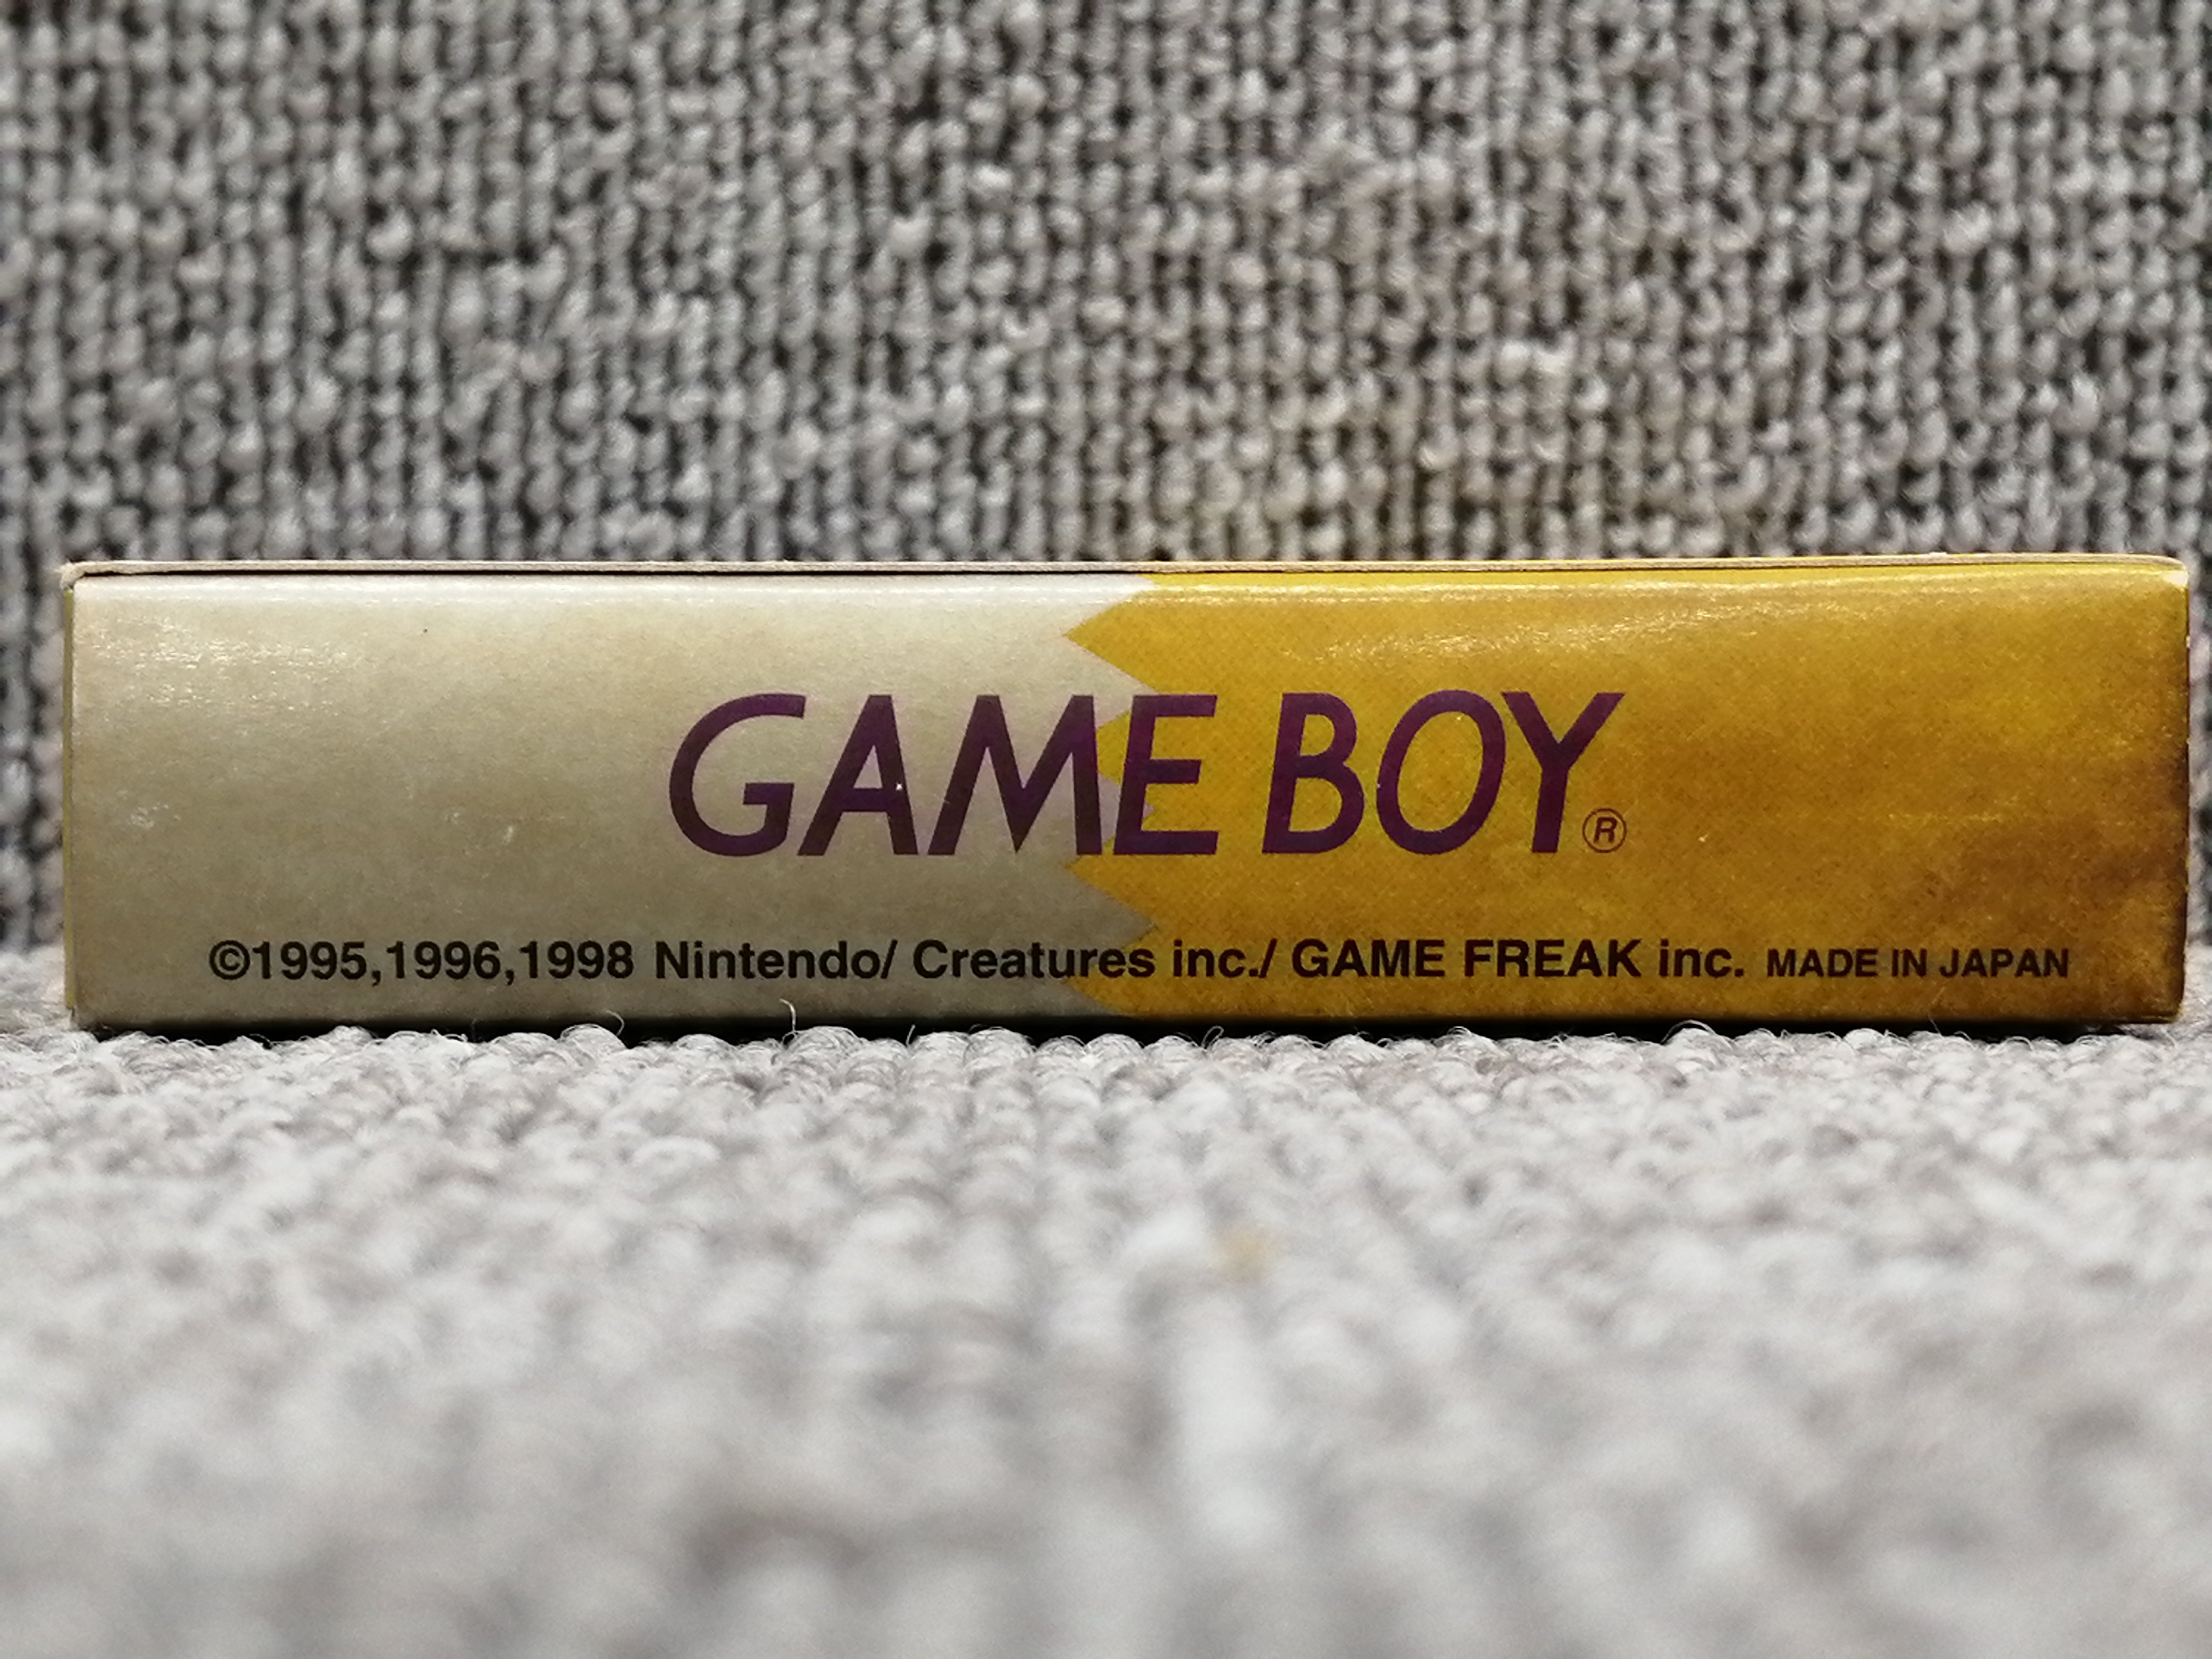 GAME BOY®
©1995,1996,1998 Nintendo/ Creatures inc./ GAME FREAK inc. MADE IN JAPAN